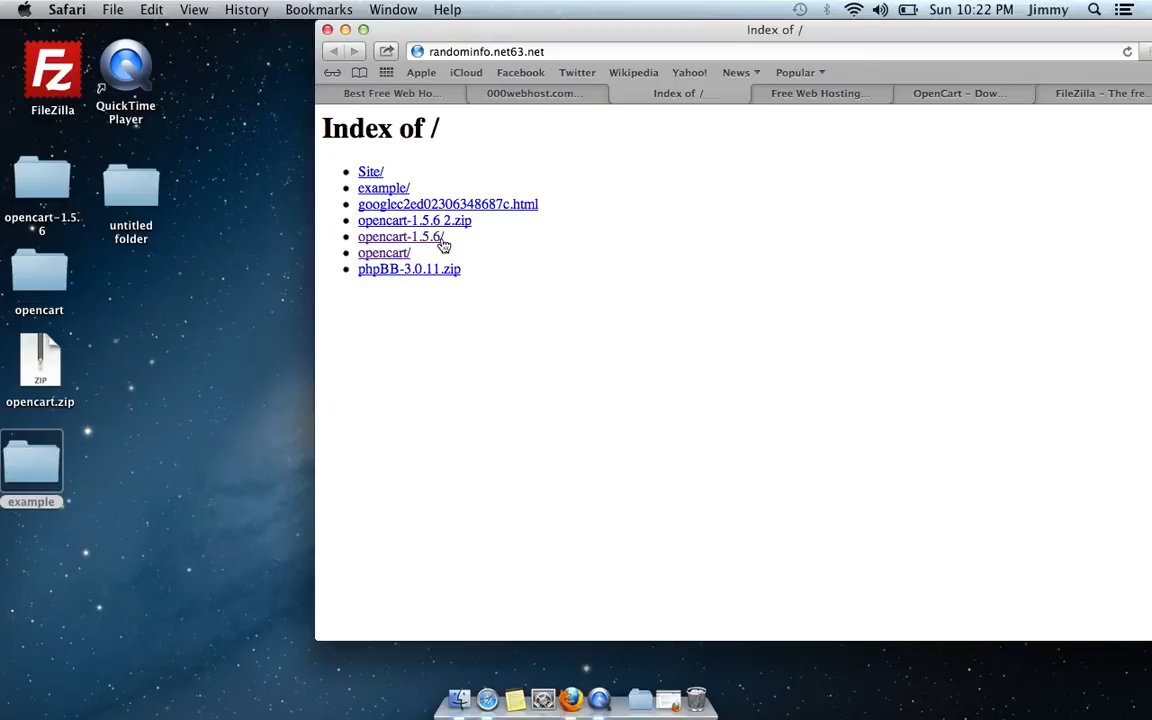 Safari File Edit View History Bookmarks Window Help Sun 10:22 PM Jimmy
Index of /
randominfo.net63.net
Apple iCloud Facebook Twitter Wikipedia Yahoo! News Popular
Best Free Web Ho... 000webhost.com... Index of / Free Web Hosting... OpenCart – Dow... FileZilla – The fre...
Index of /
Site/
example/
googlec2ed02306348687c.html
opencart-1.5.6 2.zip
opencart-1.5.6/
opencart/
phpBB-3.0.11.zip
Fz
FileZilla
QuickTime
Player
opencart-1.5.
6
untitled
folder
opencart
ZIP
opencart.zip
example